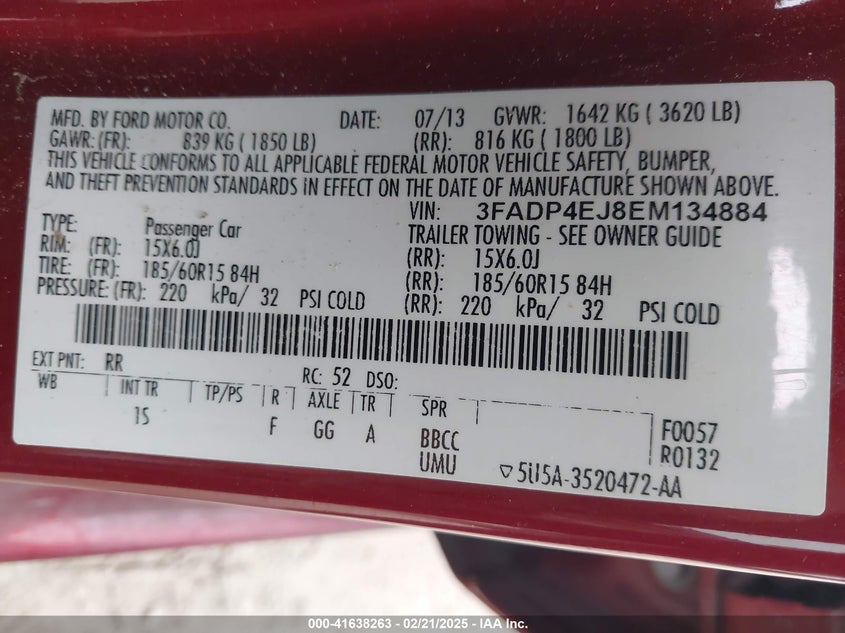 MFD. BY FORD MOTOR CO. DATE: 07/13 GVWR: 1642 KG ( 3620 LB)
GAWR: (FR): 839 KG ( 1850 LB) (RR): 816 KG ( 1800 LB)
THIS VEHICLE CONFORMS TO ALL APPLICABLE FEDERAL MOTOR VEHICLE SAFETY, BUMPER,
AND THEFT PREVENTION STANDARDS IN EFFECT ON THE DATE OF MANUFACTURE SHOWN ABOVE.
VIN: 3FADP4EJ8EM134884
TYPE: Passenger Car TRAILER TOWING - SEE OWNER GUIDE
RIM: (FR): 15X6.0J (RR): 15X6.0J
TIRE: (FR): 185/60R15 84H (RR): 185/60R15 84H
PRESSURE: (FR): 220 kPa/ 32 PSI COLD (RR): 220 kPa/ 32 PSI COLD
EXT PNT: RR RC: 52 DSO:
WB INT TR TP/PS R AXLE TR SPR
15 F GG A BBCC F0057
UMU R0132
5U5A-3520472-AA
000-41638263 - 02/21/2025 - IAA Inc.